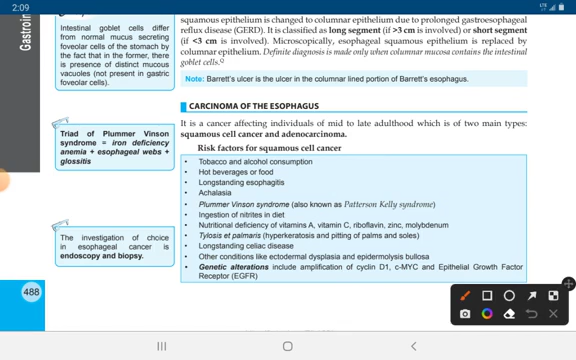 2:09
LTE
Gastroin
Intestinal goblet cells differ
from normal mucus secreting
foveolar cells of the stomach by
the fact that in the former, there
is presence of distinct mucous
vacuoles (not present in gastric
foveolar cells).
Triad of Plummer Vinson
syndrome = iron deficiency
anemia + esophageal webs +
glossitis
The investigation of choice
in esophageal cancer is
endoscopy and biopsy.
488
squamous epithelium is changed to columnar epithelium due to prolonged gastroesophageal
reflux disease (GERD). It is classified as long segment (if >3 cm is involved) or short segment
(if <3 cm is involved). Microscopically, esophageal squamous epithelium is replaced by
columnar epithelium. Definite diagnosis is made only when columnar mucosa contains the intestinal
goblet cells.Q
Note: Barrett's ulcer is the ulcer in the columnar lined portion of Barrett's esophagus.
CARCINOMA OF THE ESOPHAGUS
It is a cancer affecting individuals of mid to late adulthood which is of two main types:
squamous cell cancer and adenocarcinoma.
Risk factors for squamous cell cancer
• Tobacco and alcohol consumption
• Hot beverages or food
• Longstanding esophagitis
• Achalasia
• Plummer Vinson syndrome (also known as Patterson Kelly syndrome)
• Ingestion of nitrites in diet
• Nutritional deficiency of vitamins A, vitamin C, riboflavin, zinc, molybdenum
• Tylosis et palmaris (hyperkeratosis and pitting of palms and soles)
• Longstanding celiac disease
• Other conditions like ectodermal dysplasia and epidermolysis bullosa
• Genetic alterations include amplification of cyclin D1, c-MYC and Epithelial Growth Factor
Receptor (EGFR)